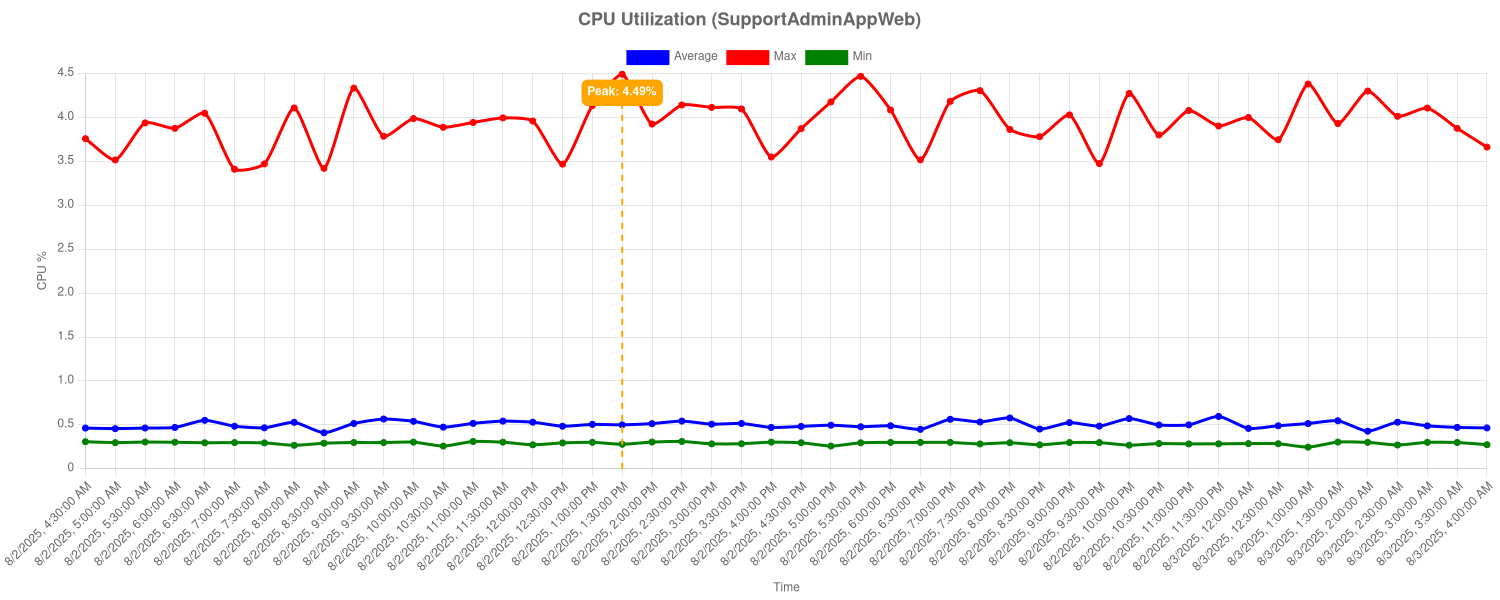 CPU Utilization (SupportAdminAppWeb)
Average Max Min
4.5
Peak: 4.49%
4.0
3.5
3.0
2.5
CPU %
2.0
1.5
1.0
0.5
0
8/2/2025, 4:30:00 AM
8/2/2025, 5:00:00 AM
8/2/2025, 5:30:00 AM
8/2/2025, 6:00:00 AM
8/2/2025, 6:30:00 AM
8/2/2025, 7:00:00 AM
8/2/2025, 7:30:00 AM
8/2/2025, 8:00:00 AM
8/2/2025, 8:30:00 AM
8/2/2025, 9:00:00 AM
8/2/2025, 9:30:00 AM
8/2/2025, 10:00:00 AM
8/2/2025, 10:30:00 AM
8/2/2025, 11:00:00 AM
8/2/2025, 11:30:00 AM
8/2/2025, 12:00:00 PM
8/2/2025, 12:30:00 PM
8/2/2025, 1:00:00 PM
8/2/2025, 1:30:00 PM
8/2/2025, 2:00:00 PM
8/2/2025, 2:30:00 PM
8/2/2025, 3:00:00 PM
8/2/2025, 3:30:00 PM
8/2/2025, 4:00:00 PM
8/2/2025, 4:30:00 PM
8/2/2025, 5:00:00 PM
8/2/2025, 5:30:00 PM
8/2/2025, 6:00:00 PM
8/2/2025, 6:30:00 PM
8/2/2025, 7:00:00 PM
8/2/2025, 7:30:00 PM
8/2/2025, 8:00:00 PM
8/2/2025, 8:30:00 PM
8/2/2025, 9:00:00 PM
8/2/2025, 9:30:00 PM
8/2/2025, 10:00:00 PM
8/2/2025, 10:30:00 PM
8/2/2025, 11:00:00 PM
8/2/2025, 11:30:00 PM
8/3/2025, 12:00:00 AM
8/3/2025, 12:30:00 AM
8/3/2025, 1:00:00 AM
8/3/2025, 1:30:00 AM
8/3/2025, 2:00:00 AM
8/3/2025, 2:30:00 AM
8/3/2025, 3:00:00 AM
8/3/2025, 3:30:00 AM
8/3/2025, 4:00:00 AM
Time